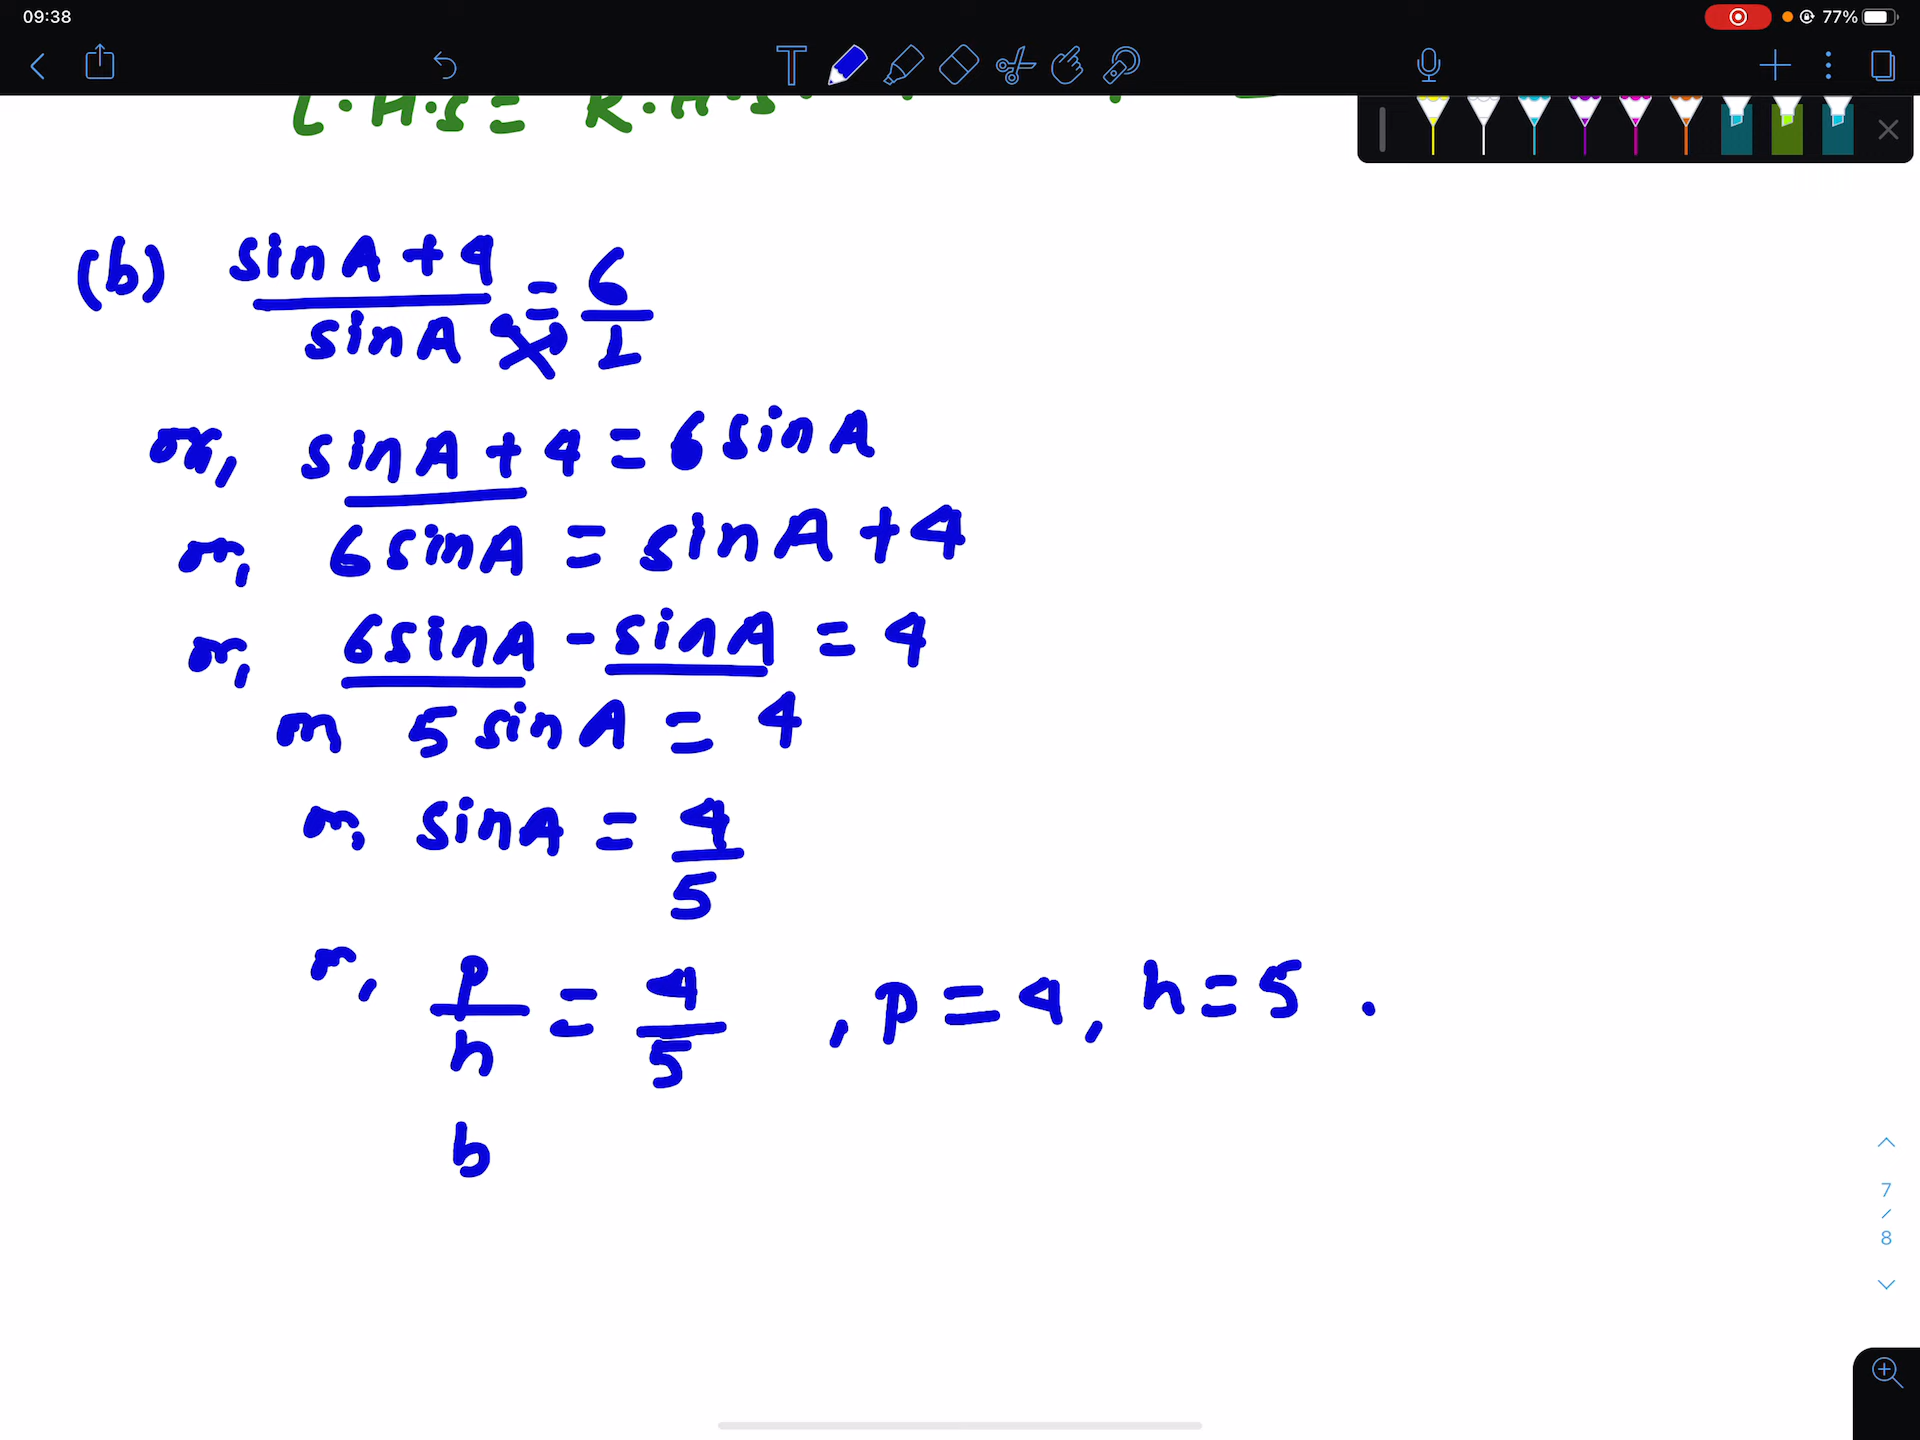 09:38
77%
L.H.S = R.H.S
(b) sinA+4 / sinA = 6/1
or, sinA+4=6sinA
or, 6sinA = sinA+4
or, 6sinA - sinA = 4
or 5sinA = 4
or, sinA = 4/5
or, p/h = 4/5 , p=4, h=5 .
b
7
/
8